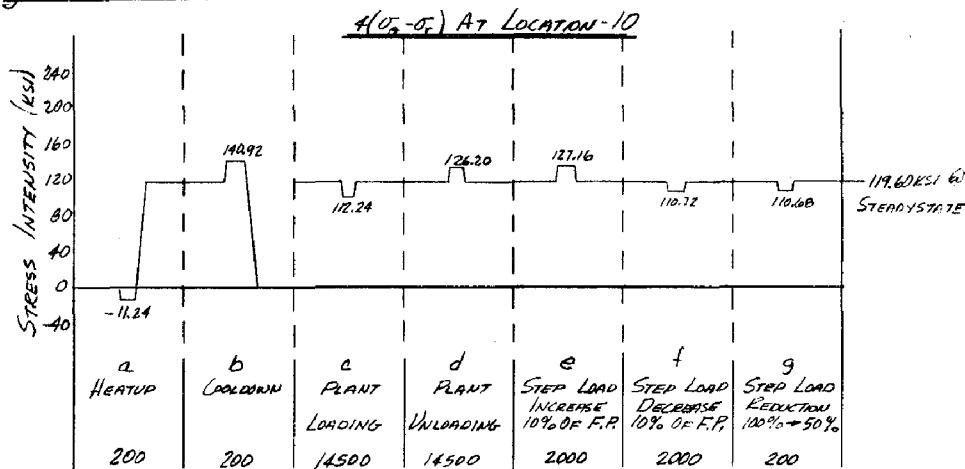 4(σa-σr) AT LOCATION-10
STRESS INTENSITY (KSI)
240
200
160
120
80
40
0
-40
-11.24
140.92
112.24
126.20
127.16
110.72
110.68
119.60KSI @
STEADYSTATE
a
HEATUP
200
b
COOLDOWN
200
c
PLANT
LOADING
14500
d
PLANT
UNLOADING
14500
e
STEP LOAD
INCREASE
10% OF F.P.
2000
f
STEP LOAD
DECREASE
10% OF F.P.
2000
g
STEP LOAD
REDUCTION
100%→50%
200